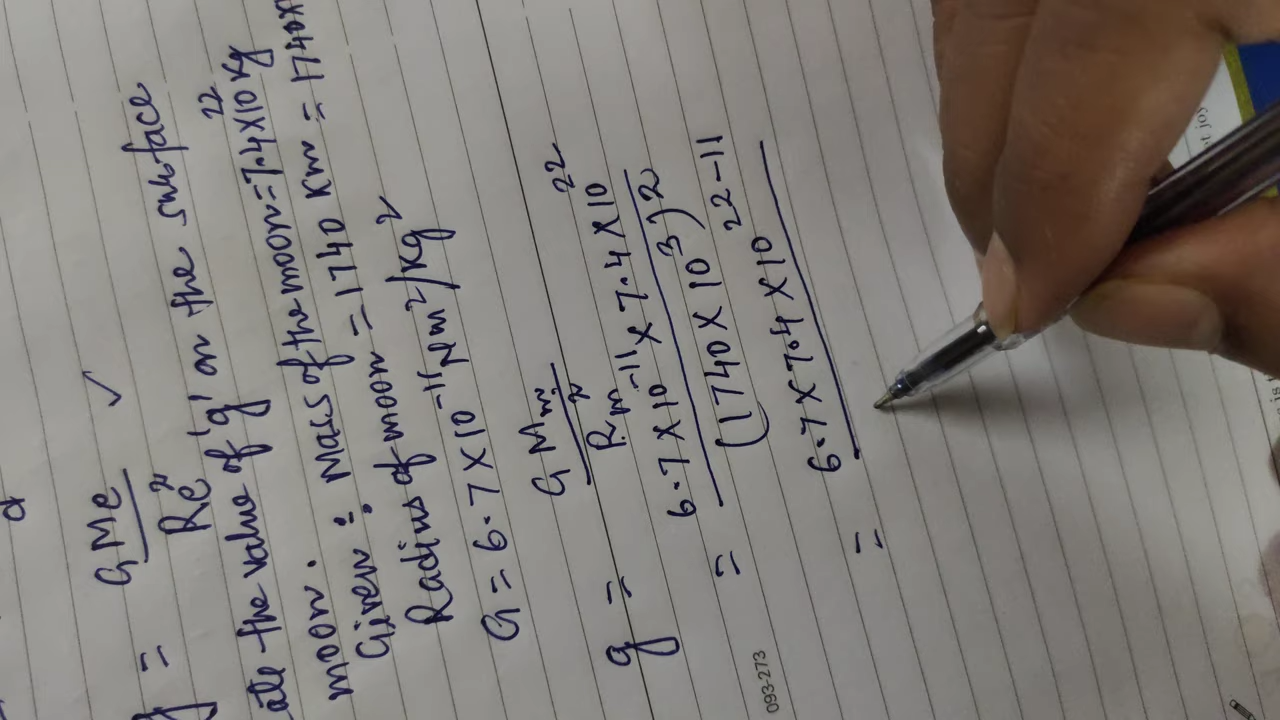 d
g = GMe / Re²
ate the value of 'g' on the surface
moon. Mass of the moon = 7.4 X 10²² Kg
Given: Radius of moon = 1740 Km = 1740 X
G = 6.7 X 10⁻¹¹ Nm²/Kg²
g = G Mm / Rm²
= 6.7 X 10⁻¹¹ X 7.4 X 10²² / (1740 X 10³)²
= 6.7 X 7.4 X 10²²⁻¹¹
093-273